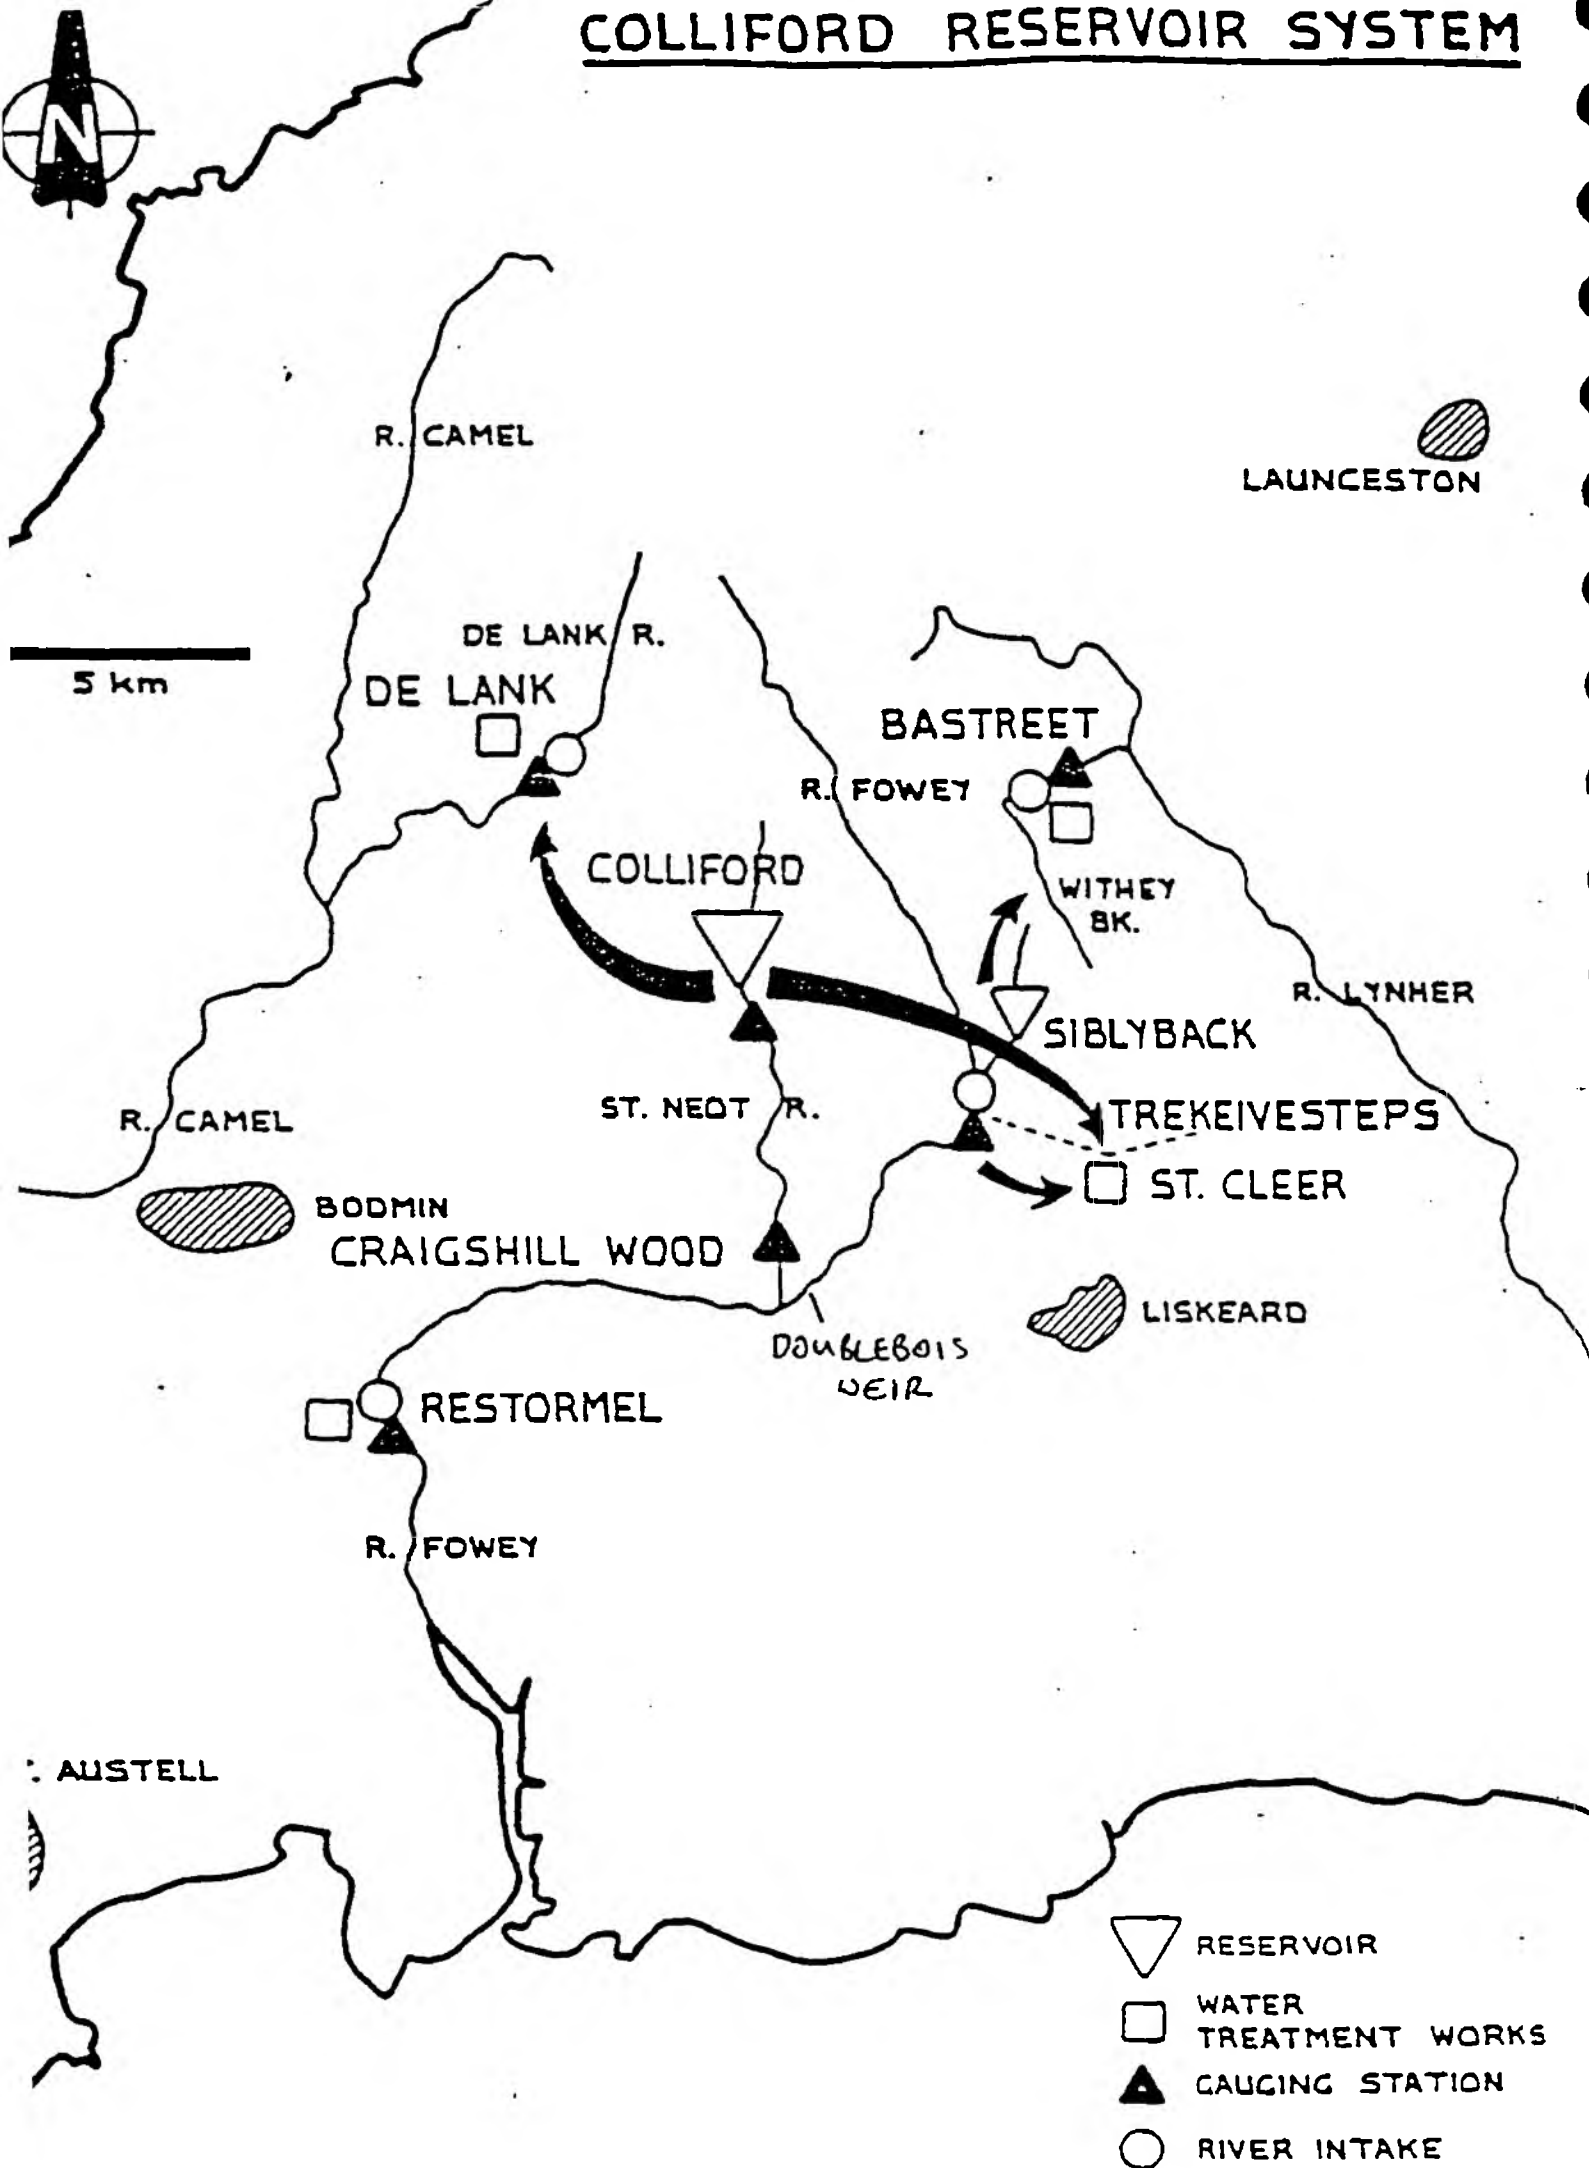 COLLIFORD RESERVOIR SYSTEM
N
R. CAMEL
LAUNCESTON
DE LANK R.
5 km
DE LANK
BASTREET
R. FOWEY
COLLIFORD
WITHEY
BK.
R. LYNHER
SIBLYBACK
ST. NEOT R.
TREKEIVESTEPS
R. CAMEL
ST. CLEER
BODMIN
CRAIGSHILL WOOD
LISKEARD
DOUBLEBOIS
WEIR
RESTORMEL
R. FOWEY
AUSTELL
RESERVOIR
WATER
TREATMENT WORKS
GAUGING STATION
RIVER INTAKE